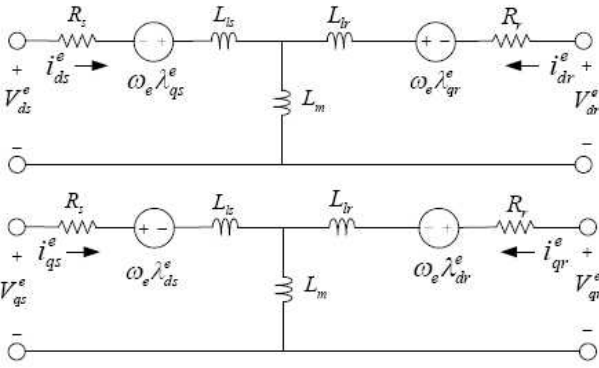 R_s L_ls L_lr R_r
− + + −
+ i^e_ds ω_e λ^e_qs ω_e λ^e_qr i^e_dr +
V^e_ds L_m V^e_dr
− −
R_s L_ls L_lr R_r
+ − − +
+ i^e_qs ω_e λ^e_ds ω_e λ^e_dr i^e_qr +
V^e_qs L_m V^e_qr
− −